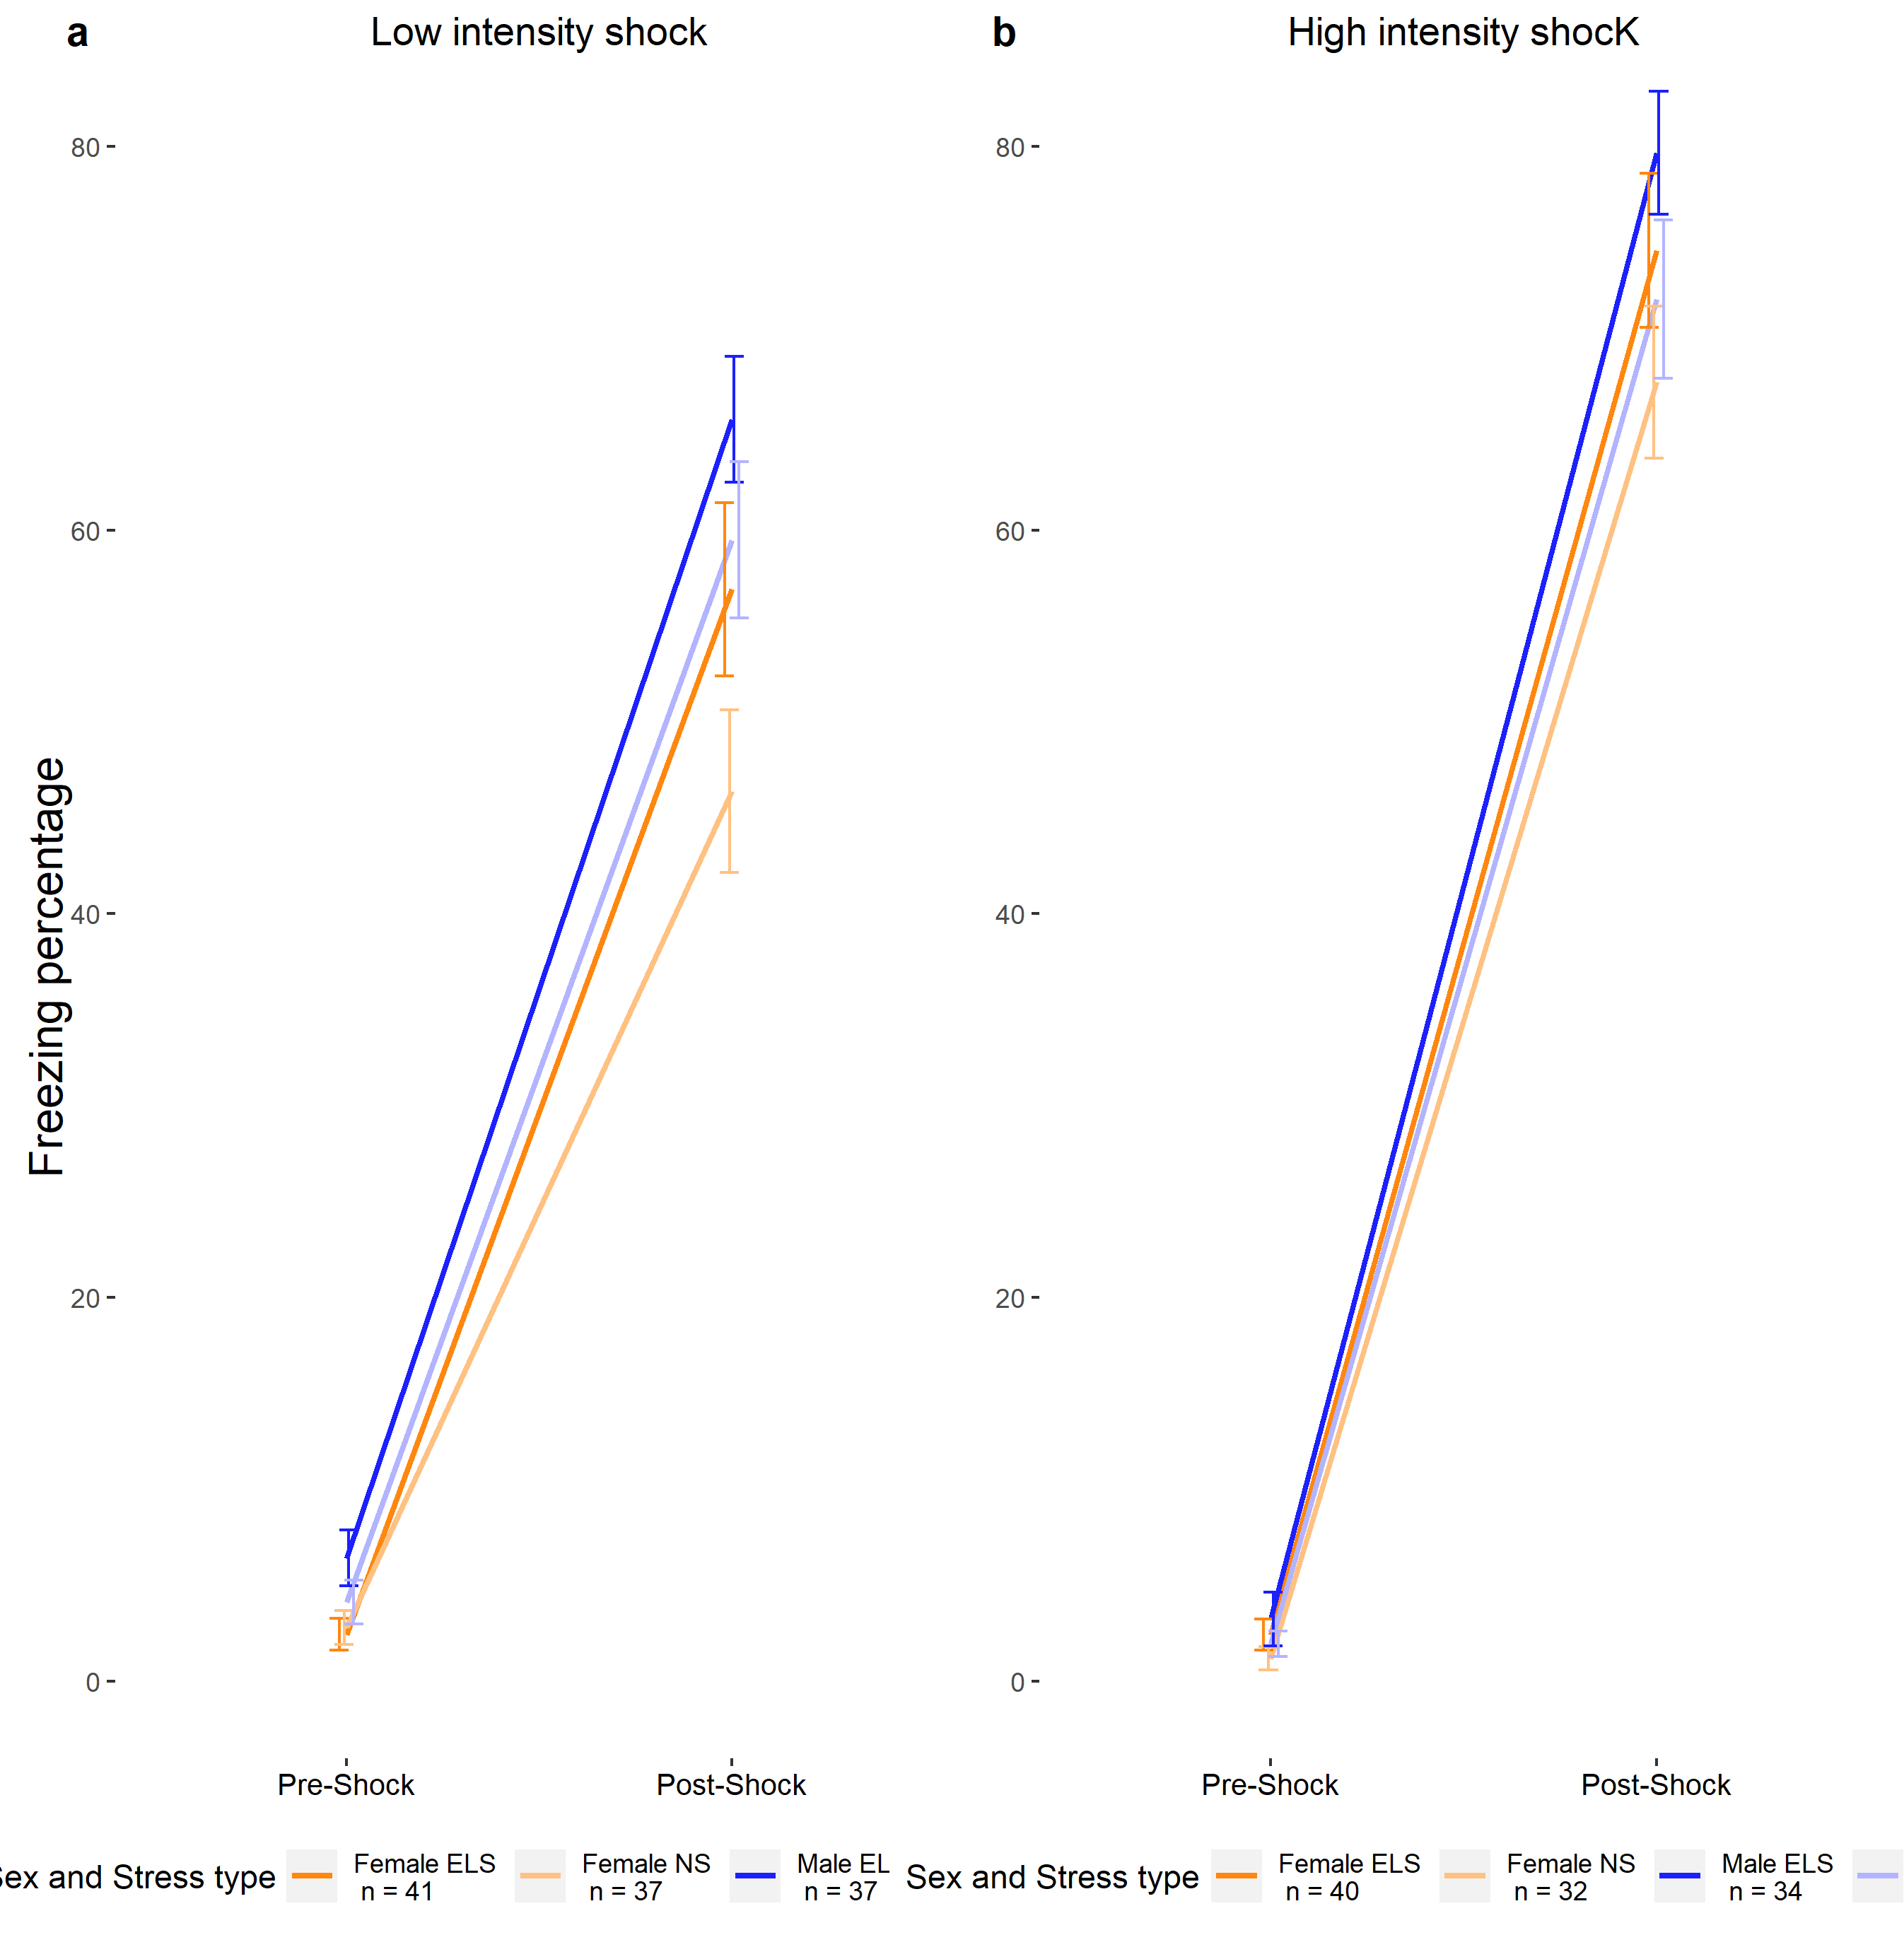 a
Low intensity shock
b
High intensity shocK
Freezing percentage
80
60
40
20
0
80
60
40
20
0
Pre-Shock
Post-Shock
Pre-Shock
Post-Shock
ex and Stress type
Female ELS
n = 41
Female NS
n = 37
Male EL
n = 37
Sex and Stress type
Female ELS
n = 40
Female NS
n = 32
Male ELS
n = 34